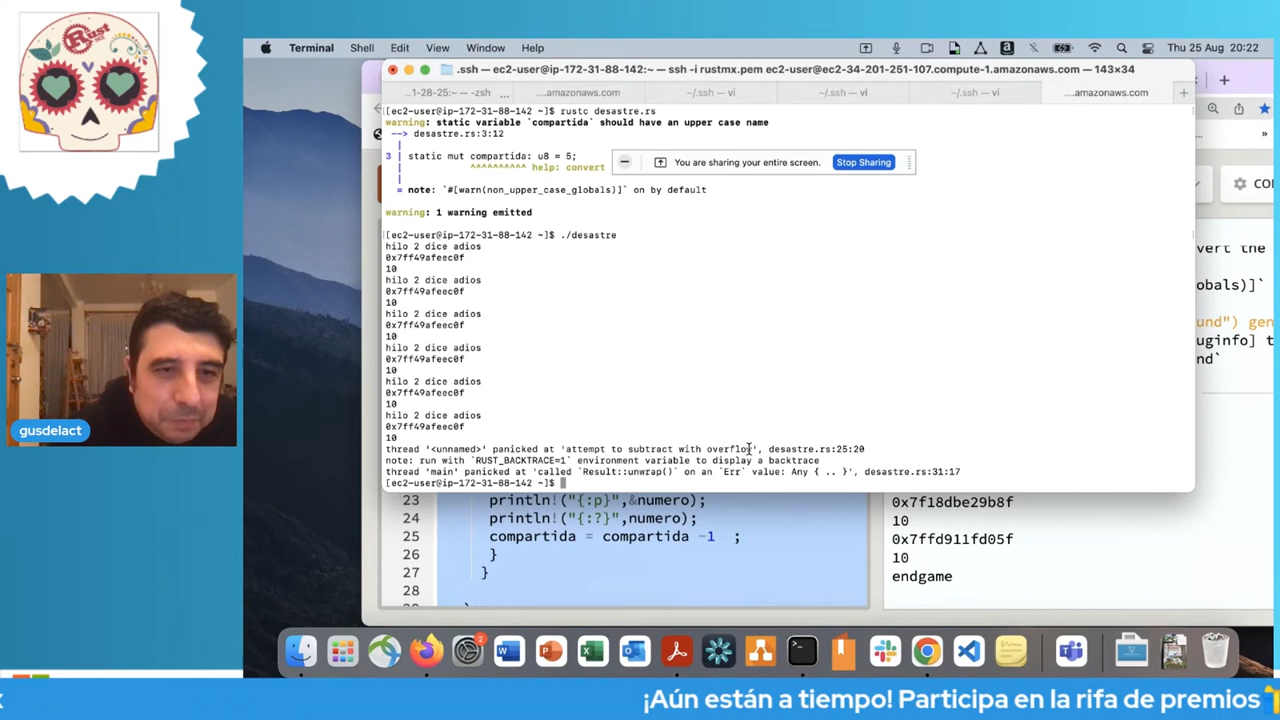 Rust
MX
gusdelact
Terminal Shell Edit View Window Help
Thu 25 Aug 20:22
.ssh — ec2-user@ip-172-31-88-142:~ — ssh -i rustmx.pem ec2-user@ec2-34-201-251-107.compute-1.amazonaws.com — 143×34
...1-28-25:~ -zsh ... ...amazonaws.com ~/.ssh — vi ~/.ssh — vi ~/.ssh — vi ...amazonaws.com
[ec2-user@ip-172-31-88-142 ~]$ rustc desastre.rs
warning: static variable `compartida` should have an upper case name
--> desastre.rs:3:12
|
3 | static mut compartida: u8 = 5;
| ^^^^^^^^^^ help: convert
|
= note: `#[warn(non_upper_case_globals)]` on by default
You are sharing your entire screen. Stop Sharing
warning: 1 warning emitted
[ec2-user@ip-172-31-88-142 ~]$ ./desastre
hilo 2 dice adios
0x7ff49afeec0f
10
hilo 2 dice adios
0x7ff49afeec0f
10
hilo 2 dice adios
0x7ff49afeec0f
10
hilo 2 dice adios
0x7ff49afeec0f
10
hilo 2 dice adios
0x7ff49afeec0f
10
hilo 2 dice adios
0x7ff49afeec0f
10
thread '<unnamed>' panicked at 'attempt to subtract with overflow', desastre.rs:25:20
note: run with `RUST_BACKTRACE=1` environment variable to display a backtrace
thread 'main' panicked at 'called `Result::unwrap()` on an `Err` value: Any { .. }', desastre.rs:31:17
[ec2-user@ip-172-31-88-142 ~]$
23 println!("{:p}",&numero);
24 println!("{:?}",numero);
25 compartida = compartida -1 ;
26 }
27 }
28
vert the
obals)]`
und") gen
uginfo] t
nd`
0x7f18dbe29b8f
10
0x7ffd911fd05f
10
endgame
2
¡Aún están a tiempo! Participa en la rifa de premios